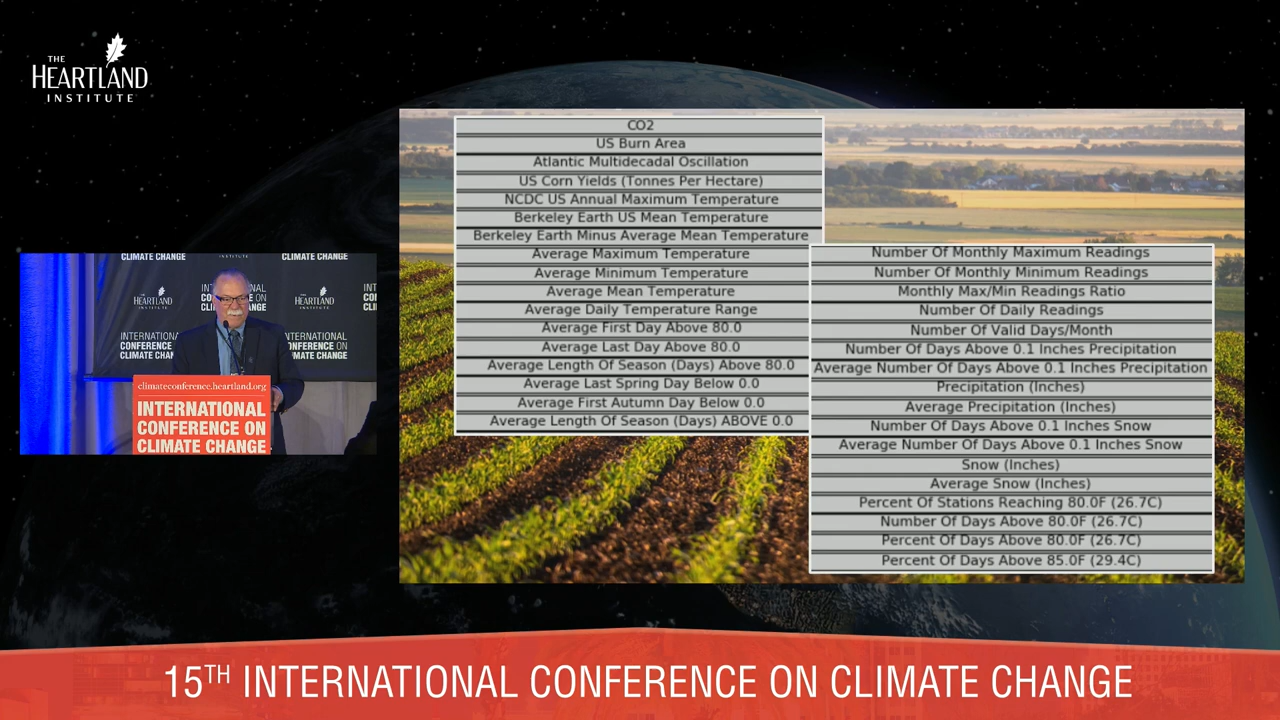 THE
HEARTLAND
INSTITUTE
CO2
US Burn Area
Atlantic Multidecadal Oscillation
US Corn Yields (Tonnes Per Hectare)
NCDC US Annual Maximum Temperature
Berkeley Earth US Mean Temperature
Berkeley Earth Minus Average Mean Temperature
Average Maximum Temperature
Average Minimum Temperature
Average Mean Temperature
Average Daily Temperature Range
Average First Day Above 80.0
Average Last Day Above 80.0
Average Length Of Season (Days) Above 80.0
Average Last Spring Day Below 0.0
Average First Autumn Day Below 0.0
Average Length Of Season (Days) ABOVE 0.0
Number Of Monthly Maximum Readings
Number Of Monthly Minimum Readings
Monthly Max/Min Readings Ratio
Number Of Daily Readings
Number Of Valid Days/Month
Number Of Days Above 0.1 Inches Precipitation
Average Number Of Days Above 0.1 Inches Precipitation
Precipitation (Inches)
Average Precipitation (Inches)
Number Of Days Above 0.1 Inches Snow
Average Number Of Days Above 0.1 Inches Snow
Snow (Inches)
Average Snow (Inches)
Percent Of Stations Reaching 80.0F (26.7C)
Number Of Days Above 80.0F (26.7C)
Percent Of Days Above 80.0F (26.7C)
Percent Of Days Above 85.0F (29.4C)
CLIMATE CHANGE
CLIMATE CHANGE
HEARTLAND
HEARTLAND
INTERNATIONAL
CONFERENCE
CLIMATE
INTERNATIONAL
CONFERENCE ON
CLIMATE CHANGE
climateconference.heartland.org
INTERNATIONAL
CONFERENCE ON
CLIMATE CHANGE
15TH INTERNATIONAL CONFERENCE ON CLIMATE CHANGE